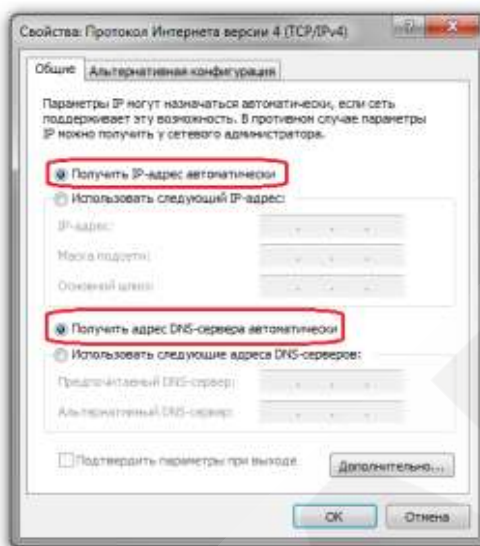 Свойства: Протокол Интернета версии 4 (TCP/IPv4)
Общие Альтернативная конфигурация
Параметры IP могут назначаться автоматически, если сеть
поддерживает эту возможность. В противном случае параметры
IP можно получить у сетевого администратора.
Получить IP-адрес автоматически
Использовать следующий IP-адрес:
IP-адрес:
Маска подсети:
Основной шлюз:
Получить адрес DNS-сервера автоматически
Использовать следующие адреса DNS-серверов:
Предпочитаемый DNS-сервер:
Альтернативный DNS-сервер:
Подтвердить параметры при выходе
Дополнительно...
ОК Отмена